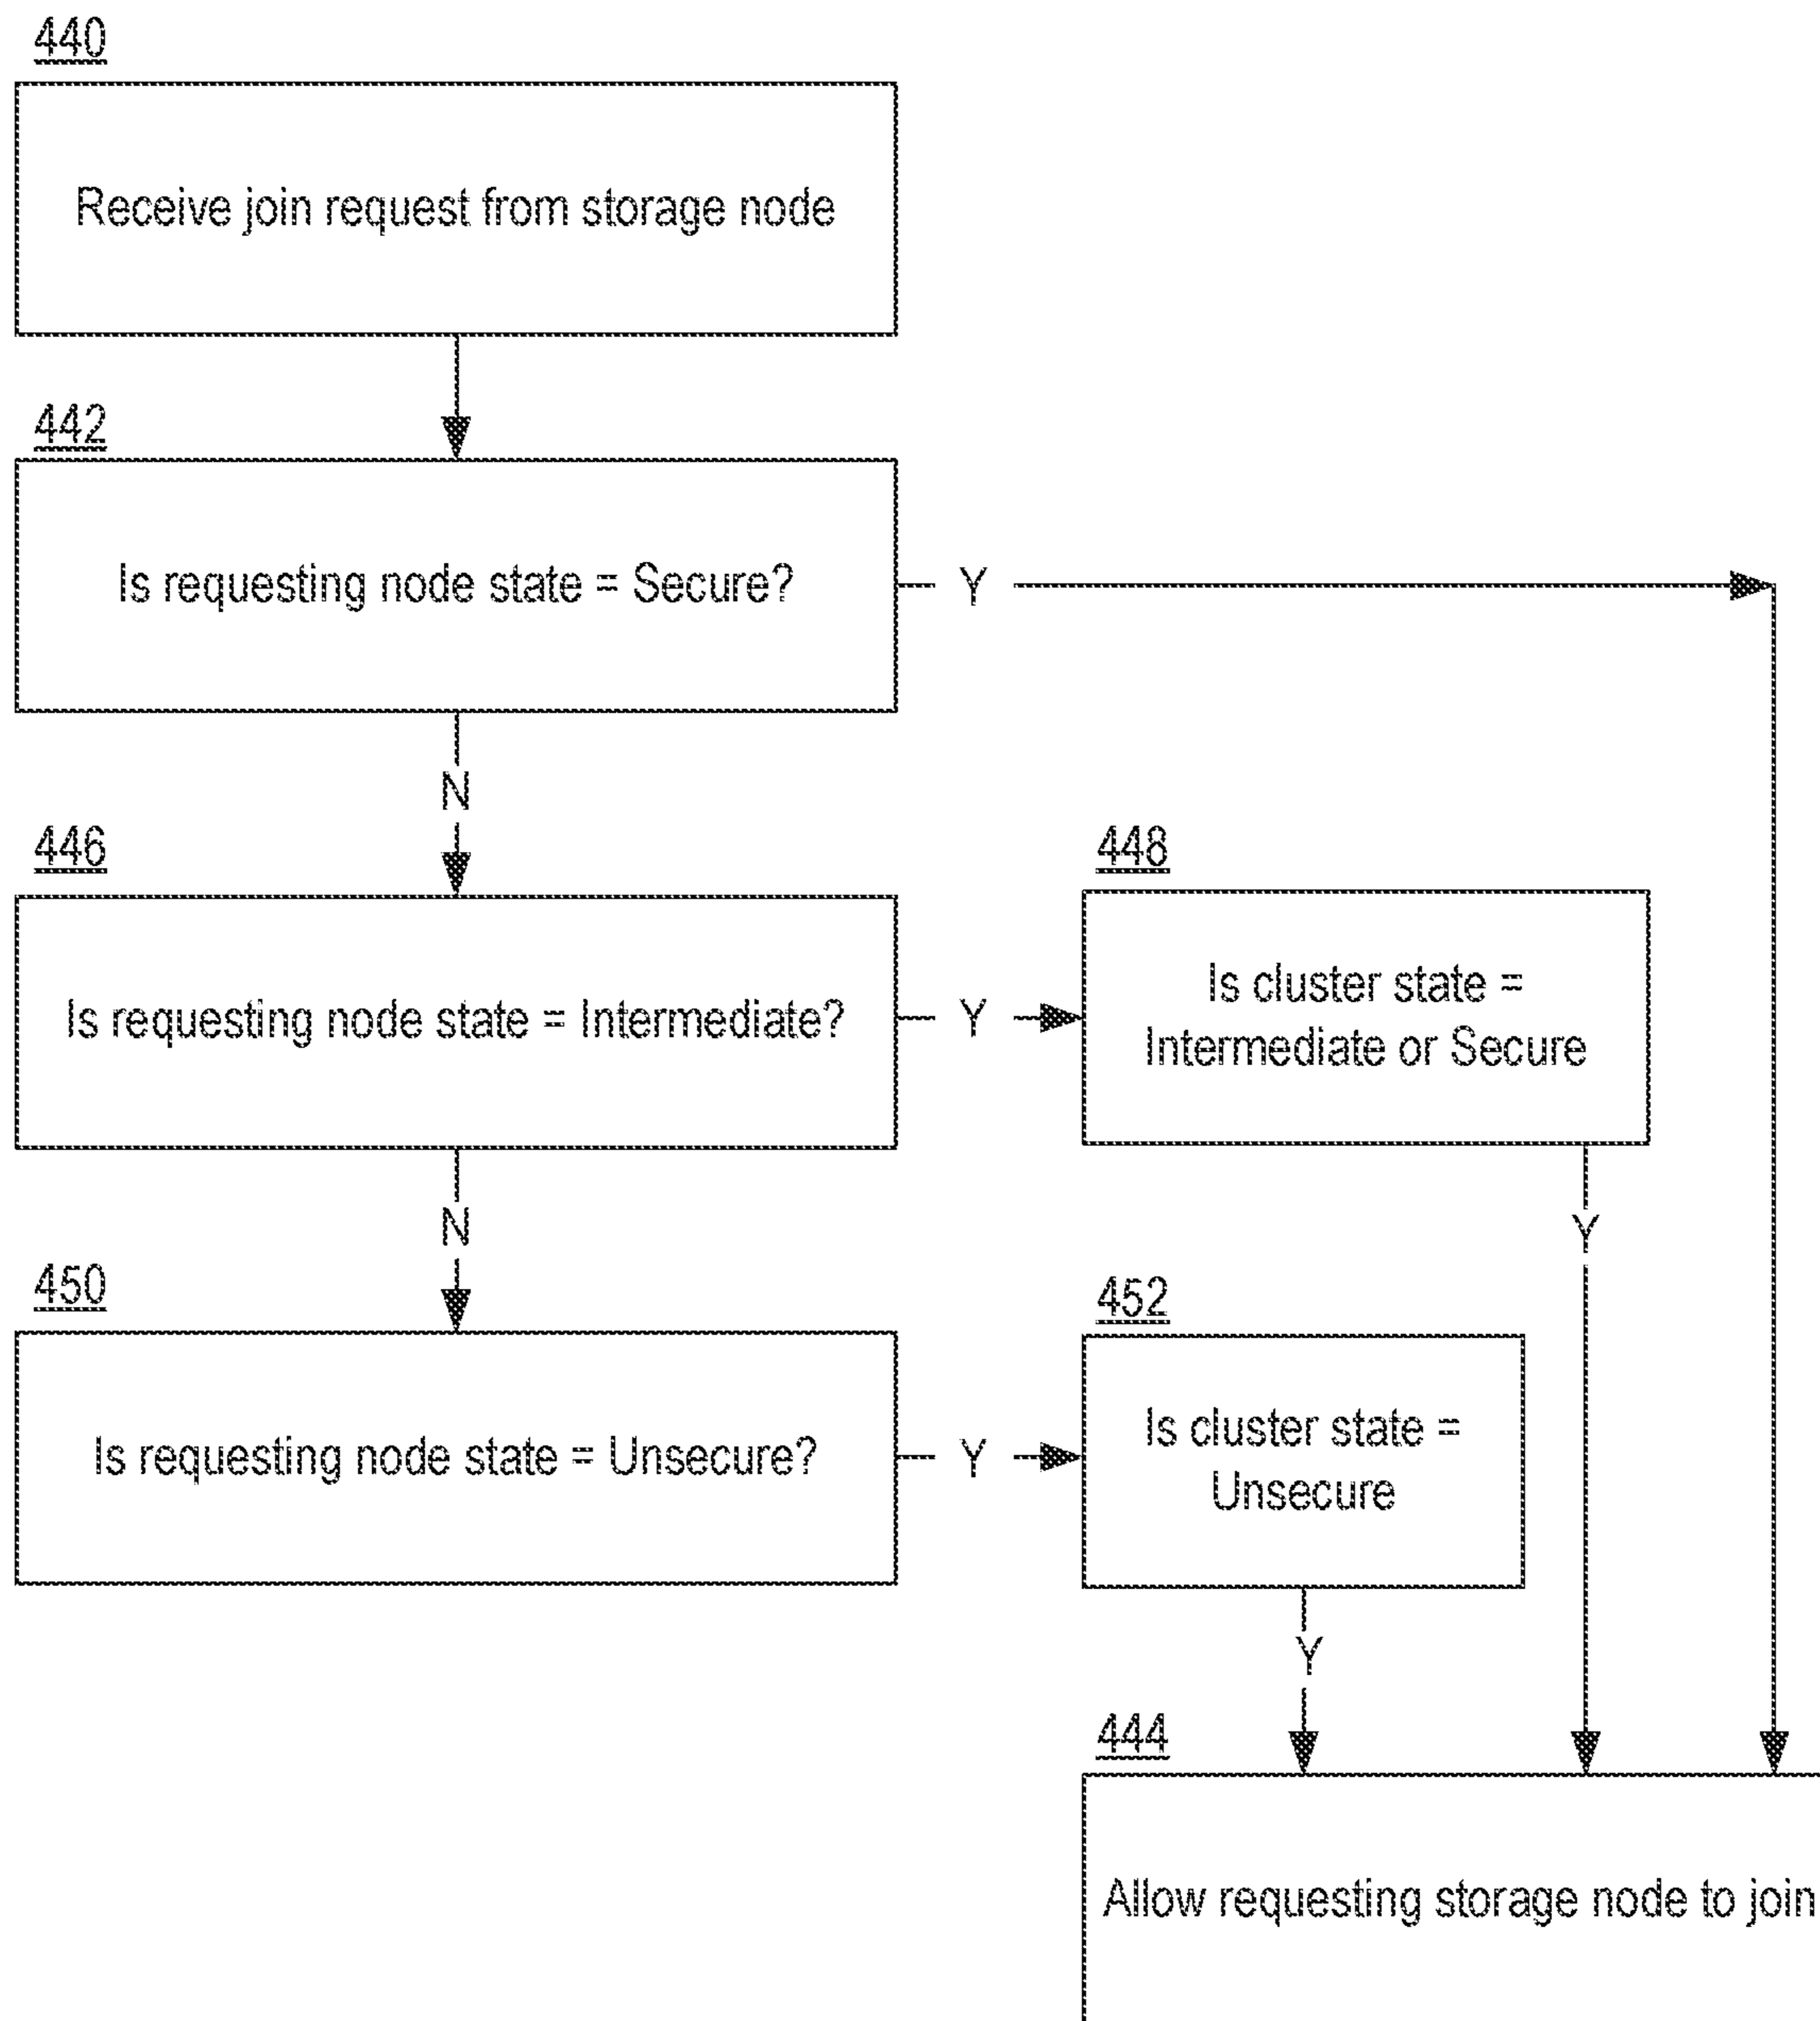 440
Receive join request from storage node
442
Is requesting node state = Secure?
Y
N
446
Is requesting node state = Intermediate?
Y
448
Is cluster state =
Intermediate or Secure
Y
N
450
Is requesting node state = Unsecure?
Y
452
Is cluster state =
Unsecure
Y
444
Allow requesting storage node to join